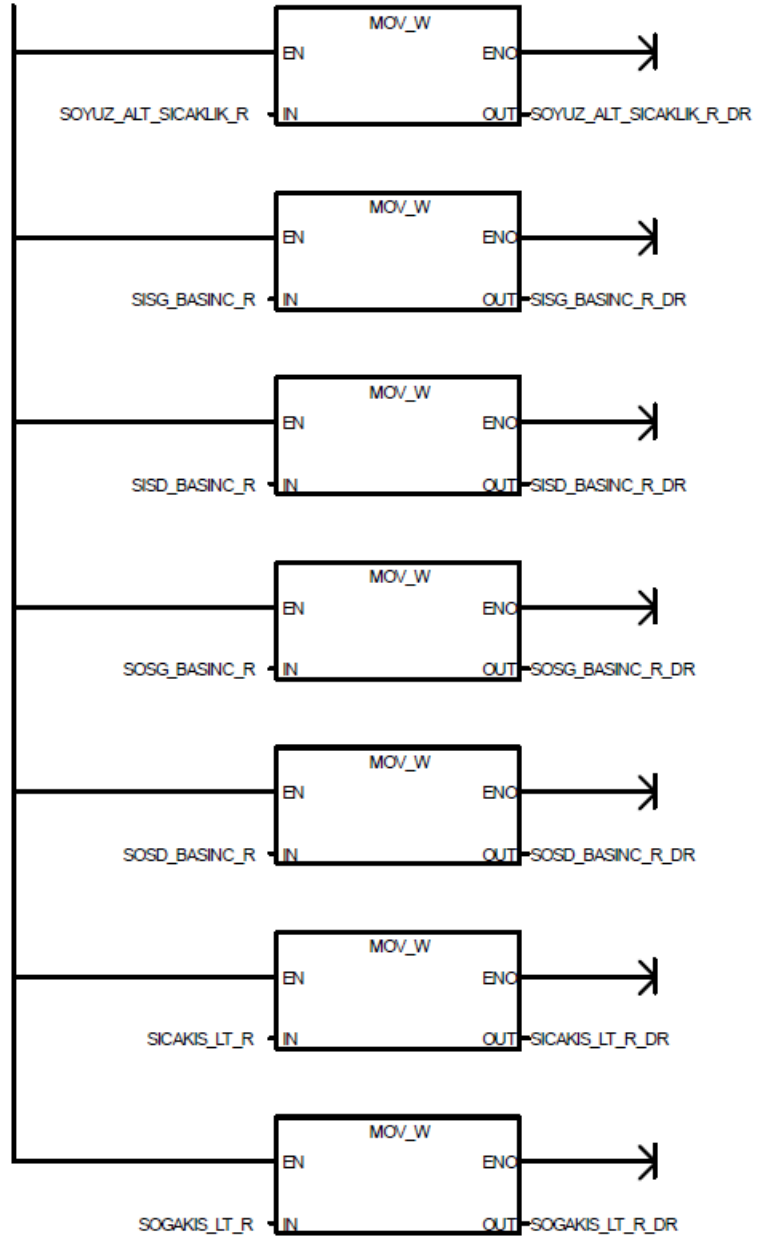 MOV_W
EN ENO
SOYUZ_ALT_SICAKLIK_R IN OUT SOYUZ_ALT_SICAKLIK_R_DR
MOV_W
EN ENO
SISG_BASINC_R IN OUT SISG_BASINC_R_DR
MOV_W
EN ENO
SISD_BASINC_R IN OUT SISD_BASINC_R_DR
MOV_W
EN ENO
SOSG_BASINC_R IN OUT SOSG_BASINC_R_DR
MOV_W
EN ENO
SOSD_BASINC_R IN OUT SOSD_BASINC_R_DR
MOV_W
EN ENO
SICAKIS_LT_R IN OUT SICAKIS_LT_R_DR
MOV_W
EN ENO
SOGAKIS_LT_R IN OUT SOGAKIS_LT_R_DR